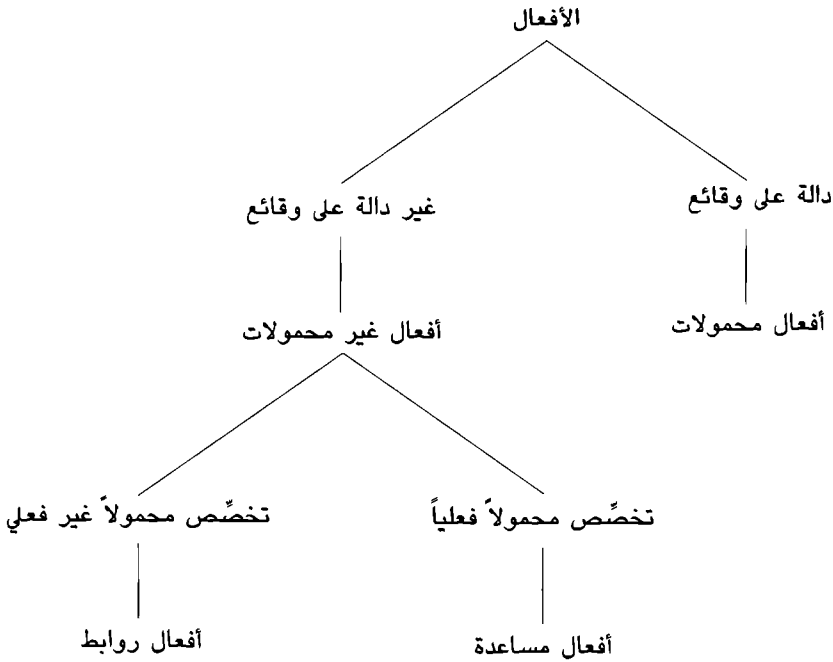 الأفعال
دالة على وقائع
غير دالة على وقائع
أفعال محمولات
أفعال غير محمولات
تخصِّص محمولاً فعلياً
تخصِّص محمولاً غير فعلي
أفعال مساعدة
أفعال روابط